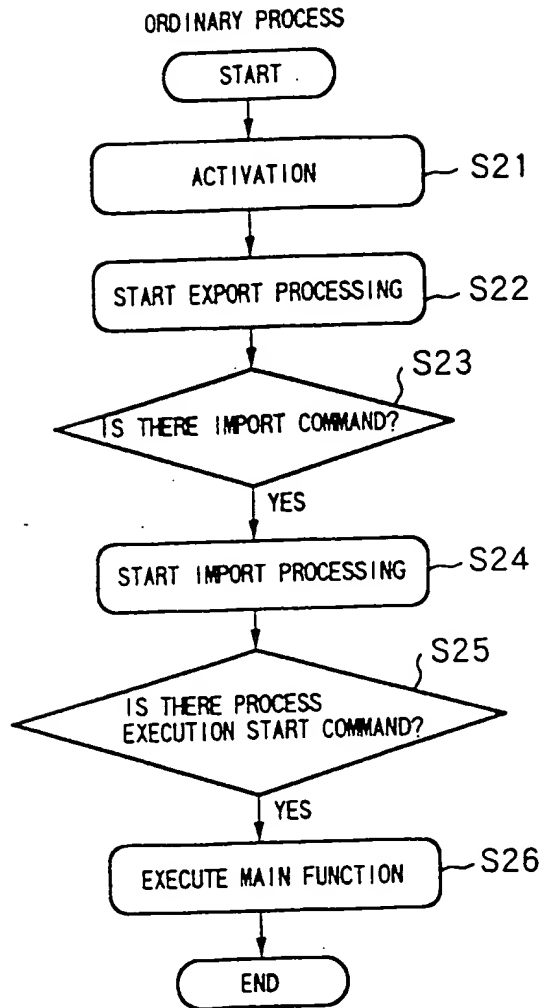 ORDINARY PROCESS
START
ACTIVATION
S21
START EXPORT PROCESSING
S22
S23
IS THERE IMPORT COMMAND?
YES
START IMPORT PROCESSING
S24
S25
IS THERE PROCESS
EXECUTION START COMMAND?
YES
EXECUTE MAIN FUNCTION
S26
END